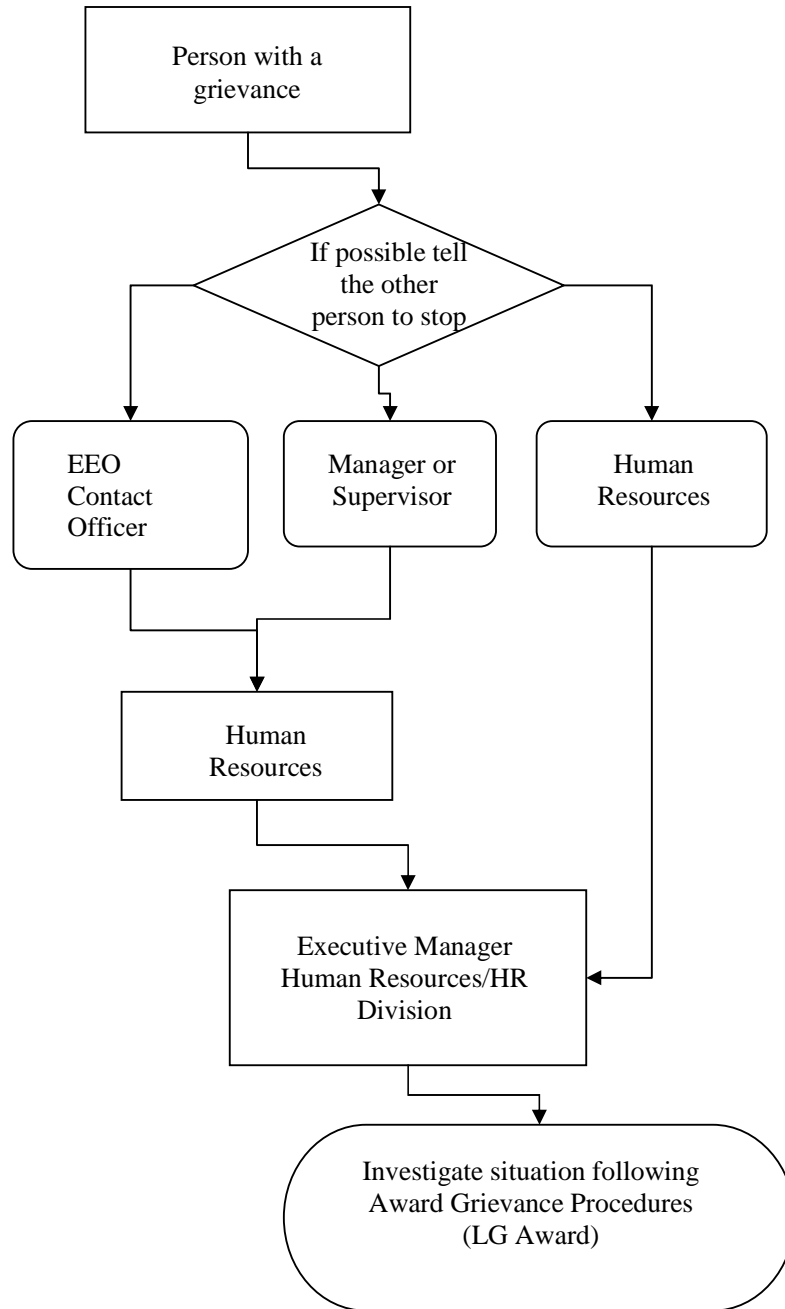 Person with a
grievance
If possible tell
the other
person to stop
EEO
Contact
Officer
Manager or
Supervisor
Human
Resources
Human
Resources
Executive Manager
Human Resources/HR
Division
Investigate situation following
Award Grievance Procedures
(LG Award)